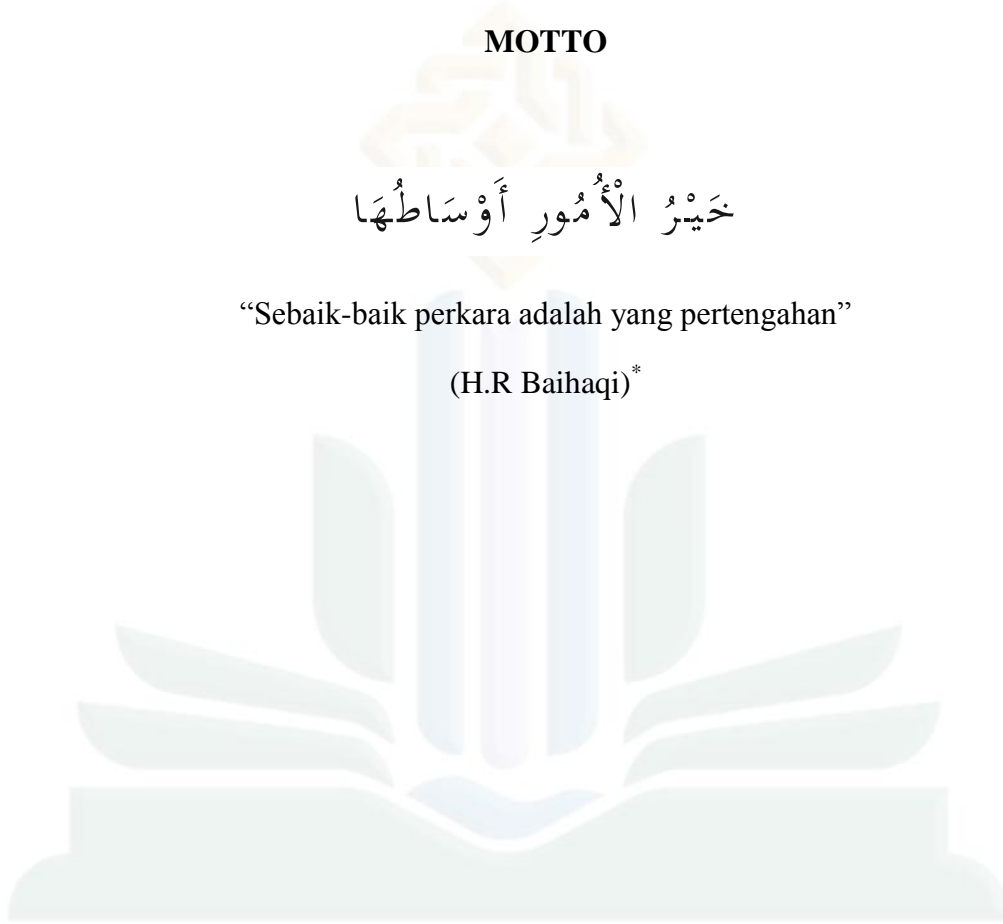 MOTTO
خَيْرُ الْأُمُورِ أَوْسَاطُهَا
“Sebaik-baik perkara adalah yang pertengahan”
(H.R Baihaqi)*